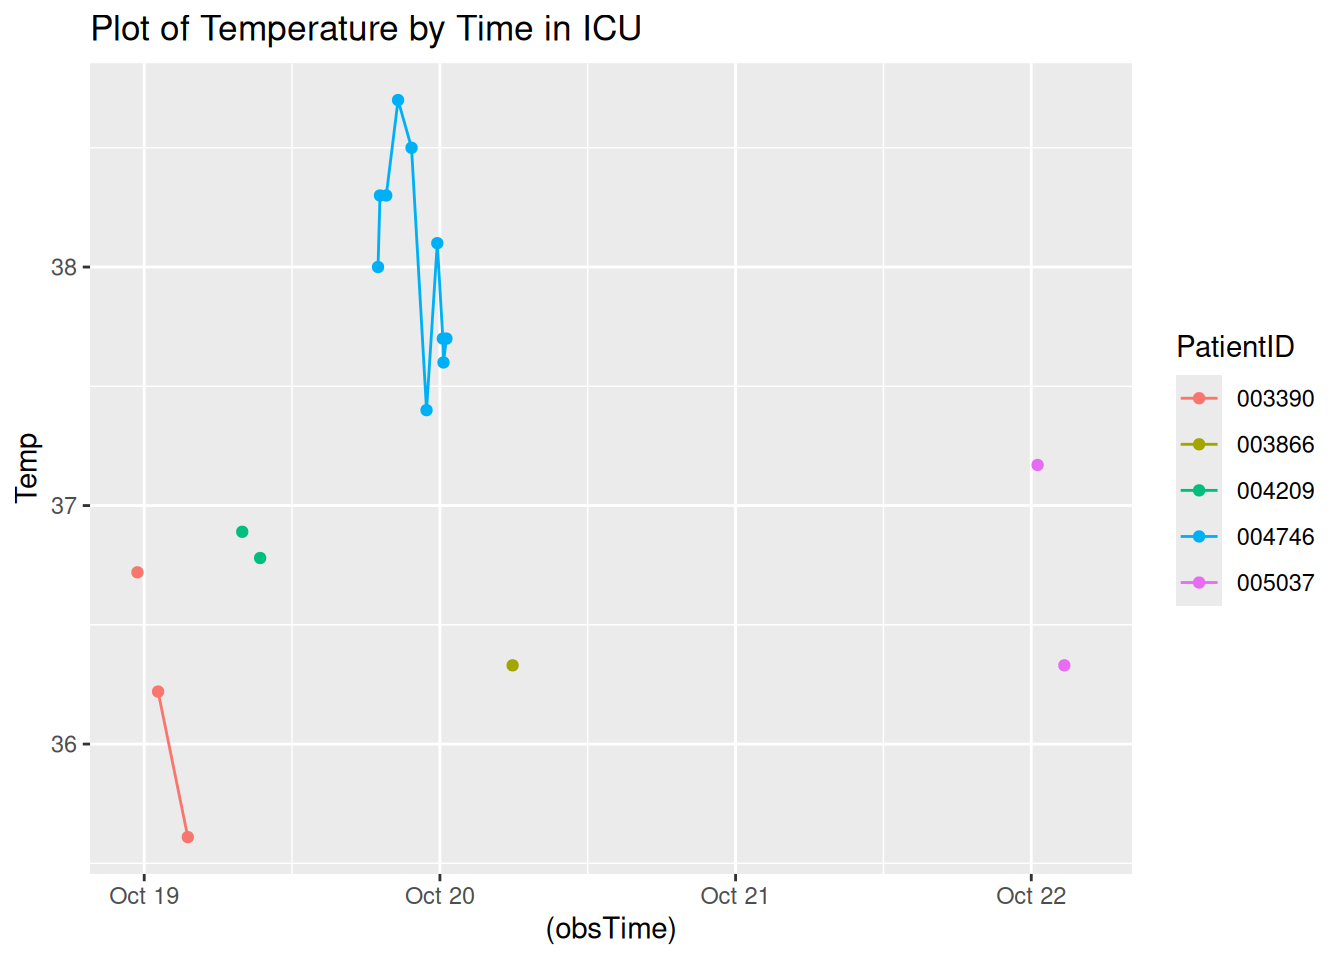 Plot of Temperature by Time in ICU
Temp
38
37
36
Oct 19 Oct 20 Oct 21 Oct 22
(obsTime)
PatientID
003390
003866
004209
004746
005037